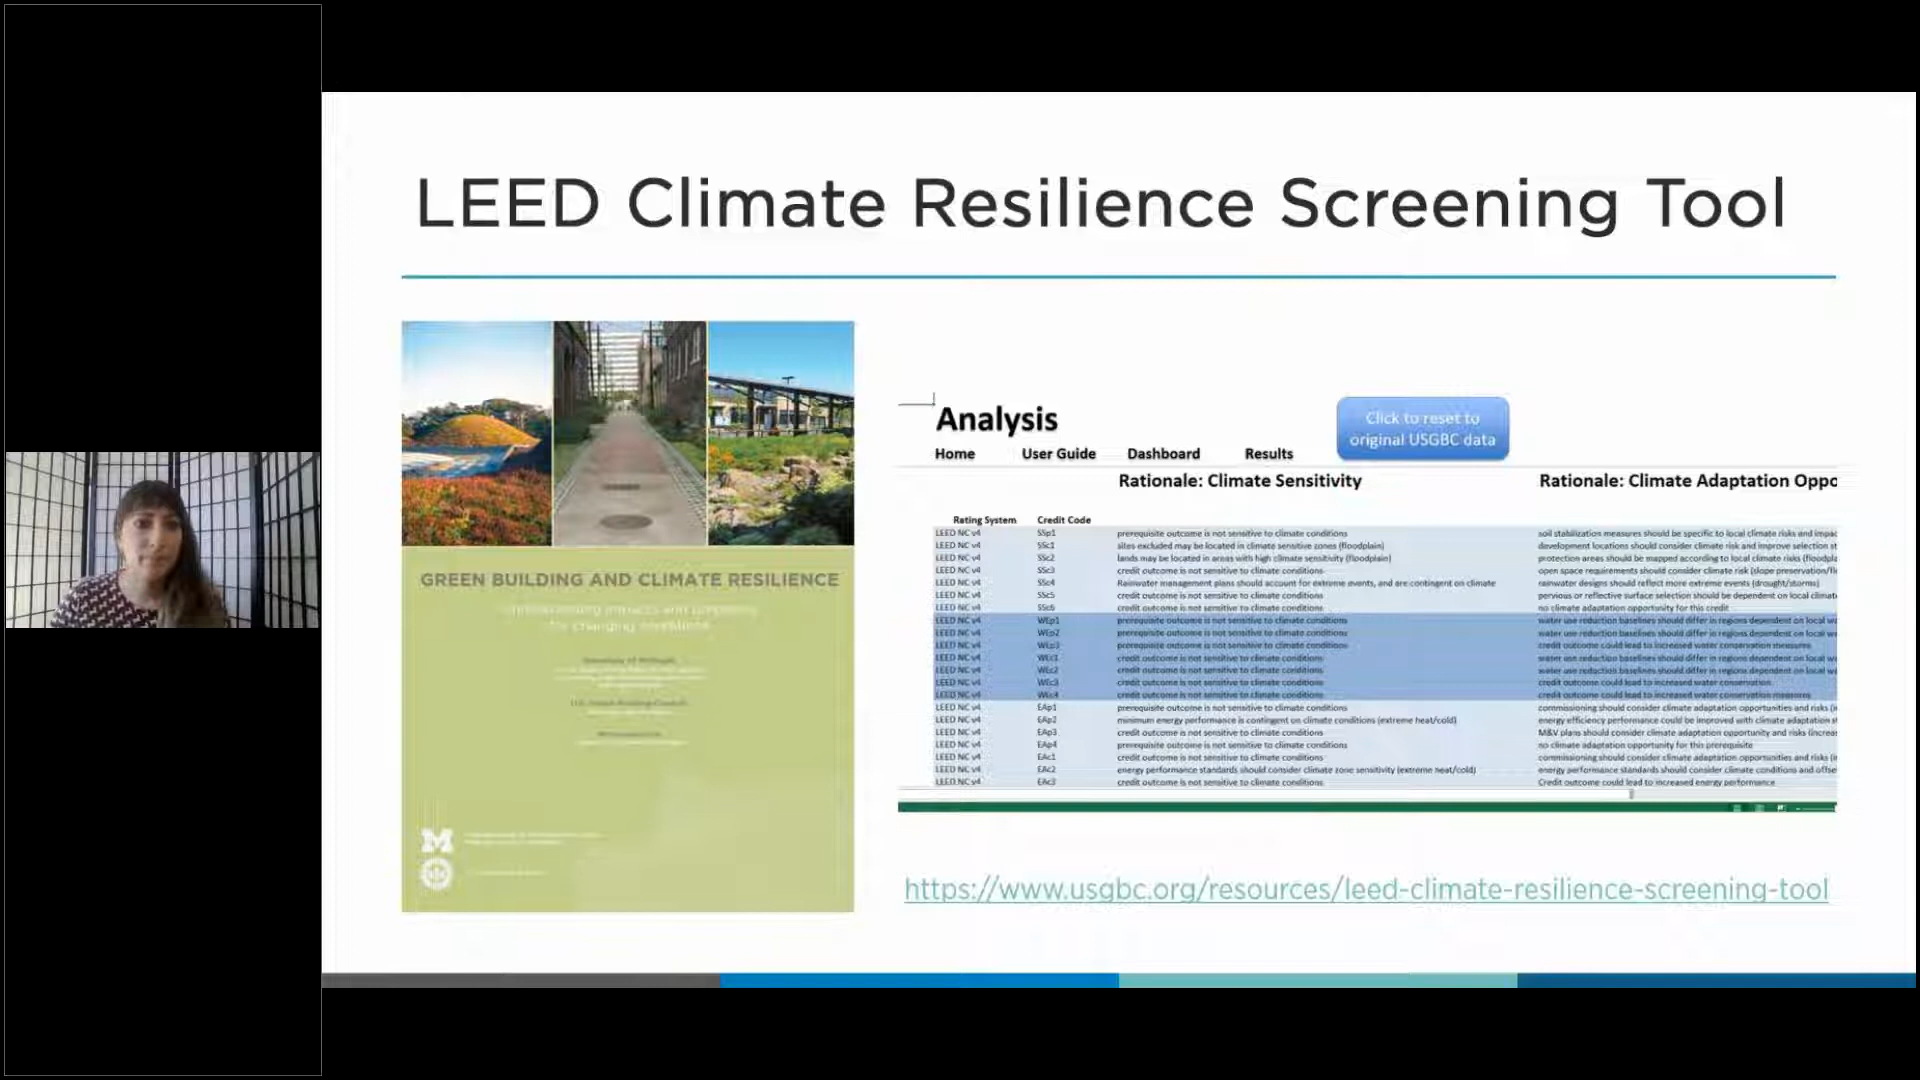 LEED Climate Resilience Screening Tool
GREEN BUILDING AND CLIMATE RESILIENCE
Understanding impacts and preparing
for changing conditions
Analysis
Click to reset to
original USGBC data
Home User Guide Dashboard Results
Rationale: Climate Sensitivity Rationale: Climate Adaptation Oppo
Rating System Credit Code
LEED NC v4 SSp1 prerequisite outcome is not sensitive to climate conditions soil stabilization measures should be specific to local climate risks and impac
LEED NC v4 SSc1 sites excluded may be located in climate sensitive zones (floodplain) development locations should consider climate risk and improve selection st
LEED NC v4 SSc2 lands may be located in areas with high climate sensitivity (floodplain) protection areas should be mapped according to local climate risks (floodpla
LEED NC v4 SSc3 credit outcome is not sensitive to climate conditions open space requirements should consider climate risk (slope preservation/fl
LEED NC v4 SSc4 Rainwater management plans should account for extreme events, and are contingent on climate rainwater designs should reflect more extreme events (drought/storms)
LEED NC v4 SSc5 credit outcome is not sensitive to climate conditions pervious or reflective surface selection should be dependent on local climat
LEED NC v4 SSc6 credit outcome is not sensitive to climate conditions no climate adaptation opportunity for this credit
LEED NC v4 WEp1 prerequisite outcome is not sensitive to climate conditions water use reduction baselines should differ in regions dependent on local wa
LEED NC v4 WEp2 prerequisite outcome is not sensitive to climate conditions water use reduction baselines should differ in regions dependent on local wa
LEED NC v4 WEp3 prerequisite outcome is not sensitive to climate conditions credit outcome could lead to increased water conservation measures
LEED NC v4 WEc1 credit outcome is not sensitive to climate conditions water use reduction baselines should differ in regions dependent on local wa
LEED NC v4 WEc2 credit outcome is not sensitive to climate conditions water use reduction baselines should differ in regions dependent on local wa
LEED NC v4 WEc3 credit outcome is not sensitive to climate conditions credit outcome could lead to increased water conservation
LEED NC v4 WEc4 credit outcome is not sensitive to climate conditions credit outcome could lead to increased water conservation measures
LEED NC v4 EAp1 prerequisite outcome is not sensitive to climate conditions commissioning should consider climate adaptation opportunities and risks (i
LEED NC v4 EAp2 minimum energy performance is contingent on climate conditions (extreme heat/cold) energy efficiency performance could be improved with climate adaptation st
LEED NC v4 EAp3 credit outcome is not sensitive to climate conditions M&V plans should consider climate adaptation opportunity and risks (increas
LEED NC v4 EAp4 prerequisite outcome is not sensitive to climate conditions no climate adaptation opportunity for this prerequisite
LEED NC v4 EAc1 credit outcome is not sensitive to climate conditions commissioning should consider climate adaptation opportunities and risks (i
LEED NC v4 EAc2 energy performance standards should consider climate zone sensitivity (extreme heat/cold) energy performance standards should consider climate conditions and offse
LEED NC v4 EAc3 credit outcome is not sensitive to climate conditions Credit outcome could lead to increased energy performance
https://www.usgbc.org/resources/leed-climate-resilience-screening-tool